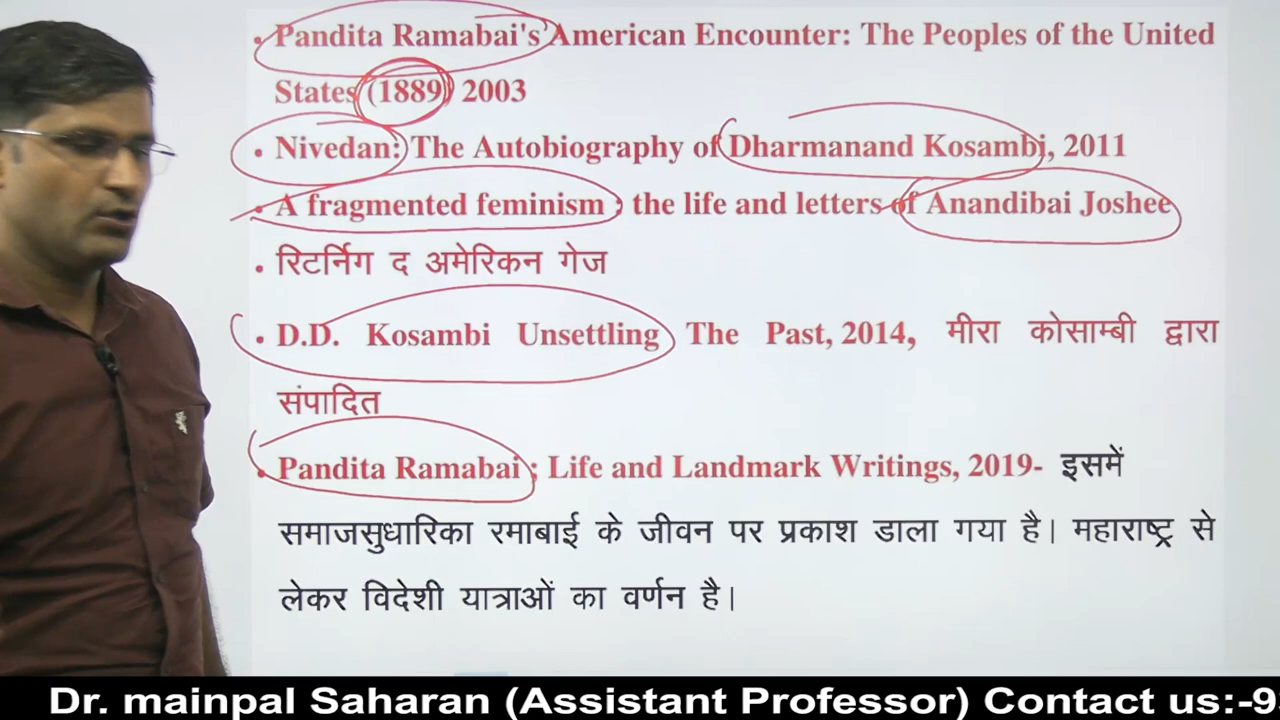 • Pandita Ramabai's American Encounter: The Peoples of the United
States (1889) 2003
• Nivedan: The Autobiography of Dharmanand Kosambi, 2011
• A fragmented feminism : the life and letters of Anandibai Joshee
• रिटर्निग द अमेरिकन गेज
• D.D. Kosambi Unsettling The Past, 2014, मीरा कोसाम्बी द्वारा
संपादित
• Pandita Ramabai ; Life and Landmark Writings, 2019- इसमें
समाजसुधारिका रमाबाई के जीवन पर प्रकाश डाला गया है। महाराष्ट्र से
लेकर विदेशी यात्राओं का वर्णन है।
Dr. mainpal Saharan (Assistant Professor) Contact us:-9